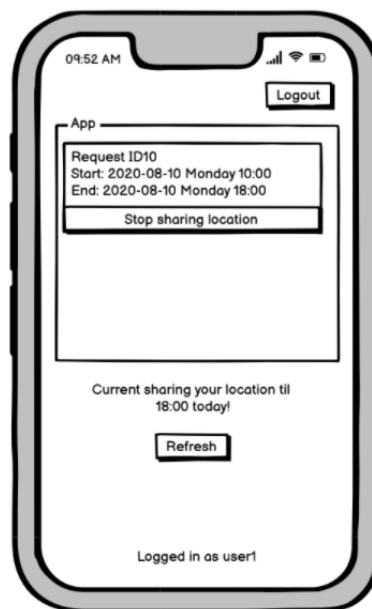 09:52 AM
Logout
App
Request ID10
Start: 2020-08-10 Monday 10:00
End: 2020-08-10 Monday 18:00
Stop sharing location
Current sharing your location til
18:00 today!
Refresh
Logged in as user1